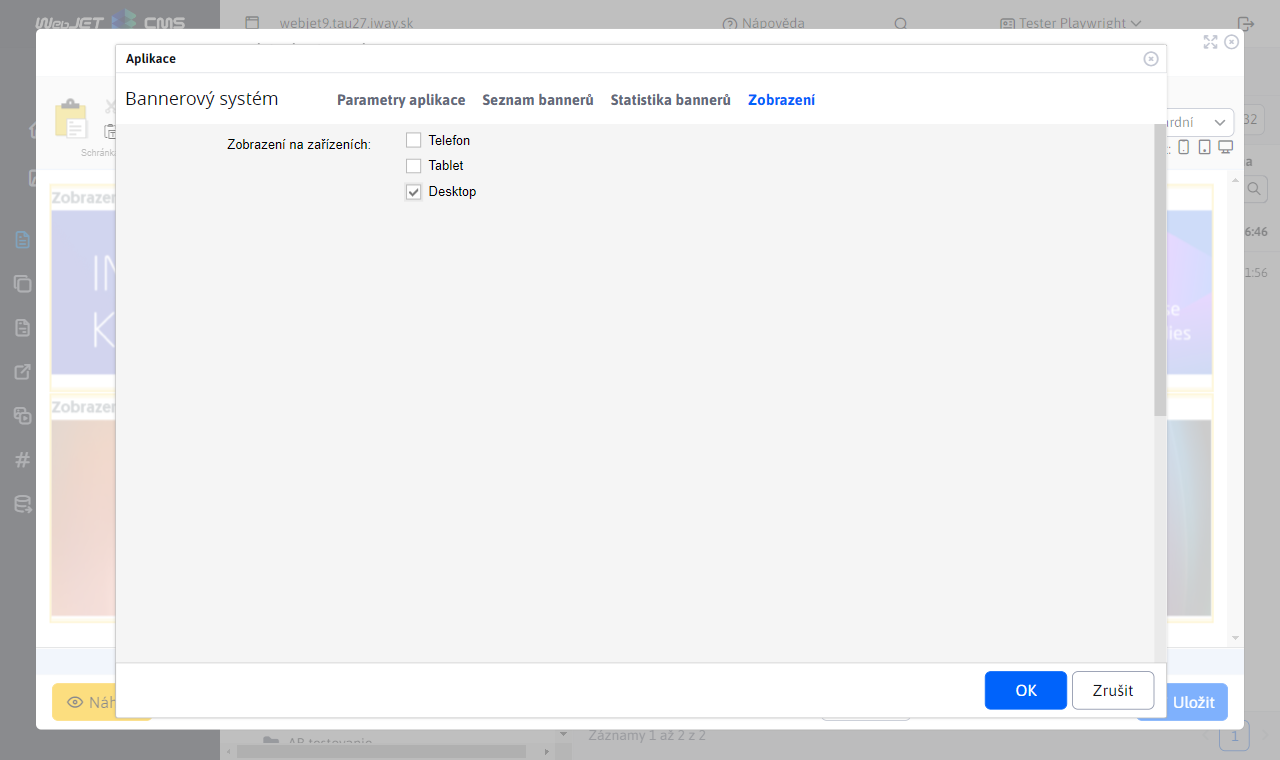 WebJET CMS
webjet9.tau27.iway.sk
Nápověda
Tester Playwright
Aplikace
Bannerový systém
Parametry aplikace
Seznam bannerů
Statistika bannerů
Zobrazení
Zobrazení na zařízeních:
Telefon
Tablet
Desktop
rdní
32
Schránka
Zobrazen
6:46
IN
1:56
K
se
ies
Zobrazen
OK
Zrušit
Náh
Uložit
AB testovanie
Záznamy 1 až 2 z 2
1